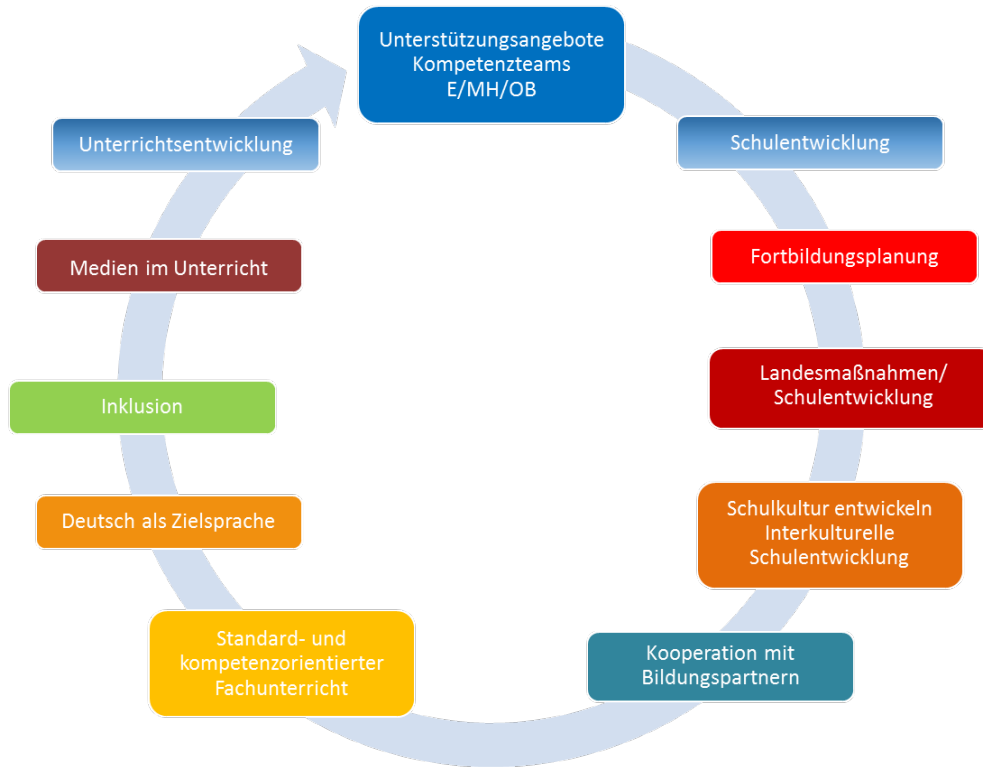 Unterstützungsangebote
Kompetenzteams
E/MH/OB
Schulentwicklung
Fortbildungsplanung
Landesmaßnahmen/
Schulentwicklung
Schulkultur entwickeln
Interkulturelle
Schulentwicklung
Kooperation mit
Bildungspartnern
Standard- und
kompetenzorientierter
Fachunterricht
Deutsch als Zielsprache
Inklusion
Medien im Unterricht
Unterrichtsentwicklung